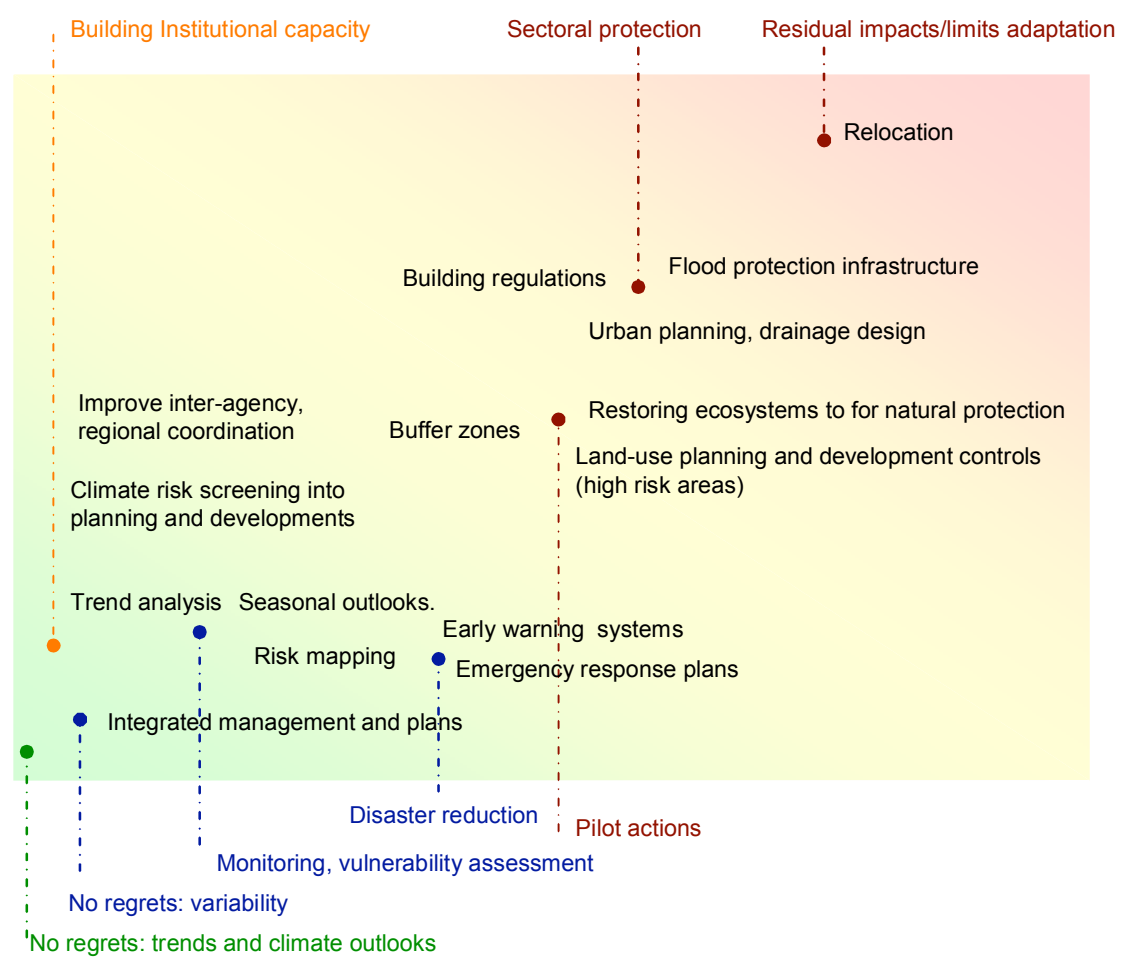 Building Institutional capacity
Sectoral protection
Residual impacts/limits adaptation
Relocation
Flood protection infrastructure
Building regulations
Urban planning, drainage design
Improve inter-agency,
regional coordination
Restoring ecosystems to for natural protection
Buffer zones
Land-use planning and development controls
(high risk areas)
Climate risk screening into
planning and developments
Trend analysis
Seasonal outlooks.
Early warning systems
Risk mapping
Emergency response plans
Integrated management and plans
Disaster reduction
Pilot actions
Monitoring, vulnerability assessment
No regrets: variability
No regrets: trends and climate outlooks